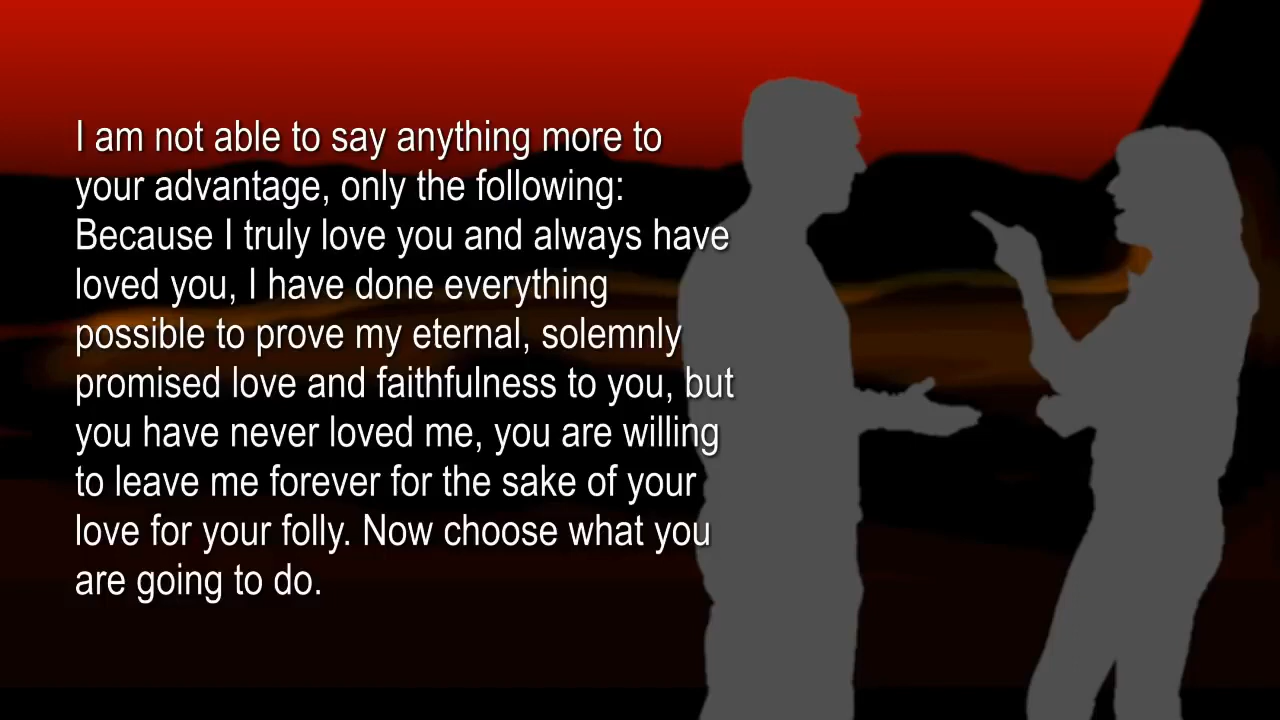 I am not able to say anything more to
your advantage, only the following:
Because I truly love you and always have
loved you, I have done everything
possible to prove my eternal, solemnly
promised love and faithfulness to you, but
you have never loved me, you are willing
to leave me forever for the sake of your
love for your folly. Now choose what you
are going to do.